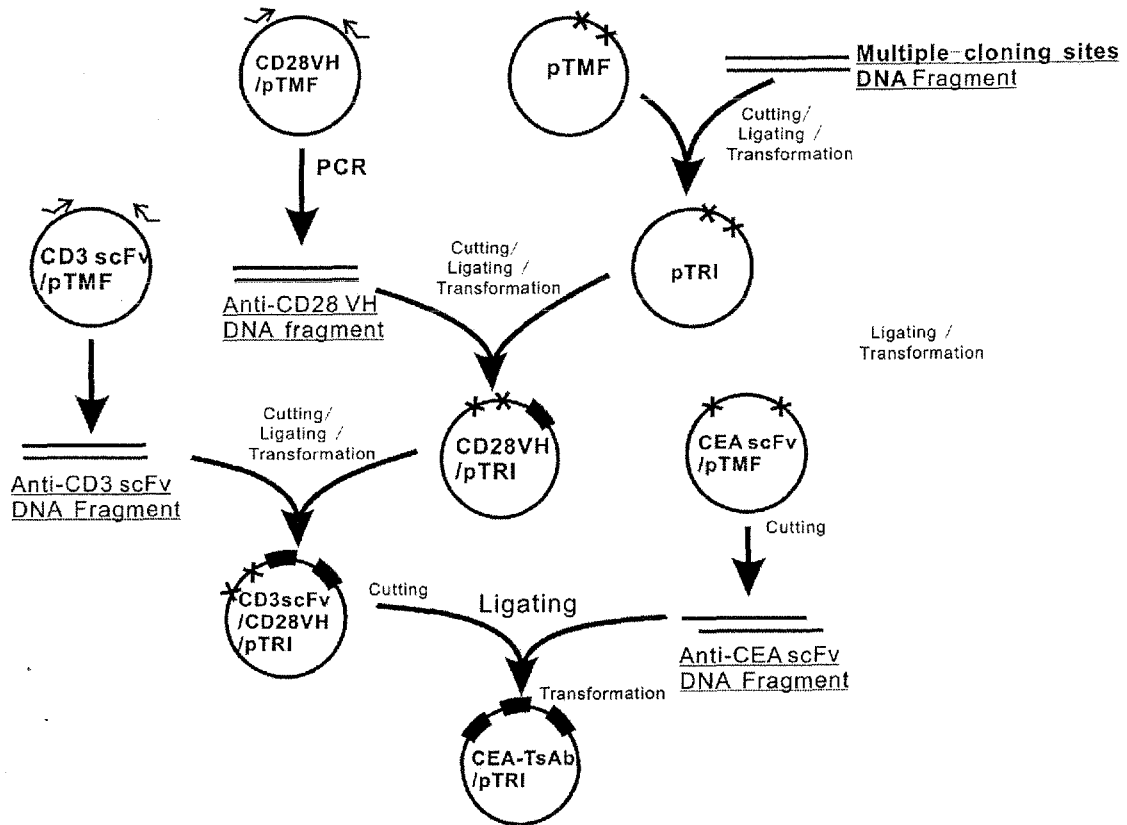 CD28VH
/pTMF
pTMF
Multiple-cloning sites
DNA Fragment
Cutting/
Ligating /
Transformation
PCR
CD3 scFv
/pTMF
Cutting/
Ligating /
Transformation
pTRI
Anti-CD28 VH
DNA fragment
Ligating /
Transformation
Cutting/
Ligating /
Transformation
CD28VH
/pTRI
CEA scFv
/pTMF
Anti-CD3 scFv
DNA Fragment
Cutting
CD3scFv
/CD28VH
/pTRI
Cutting
Ligating
Anti-CEA scFv
DNA Fragment
Transformation
CEA-TsAb
/pTRI